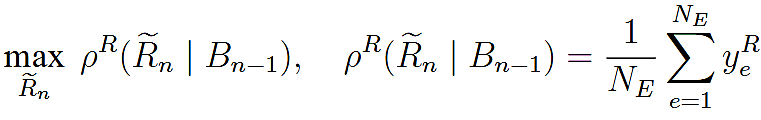 \max_{\widetilde{R}_n} \rho^R(\widetilde{R}_n \mid B_{n-1}), \quad \rho^R(\widetilde{R}_n \mid B_{n-1}) = \frac{1}{N_E} \sum_{e=1}^{N_E} y_e^R